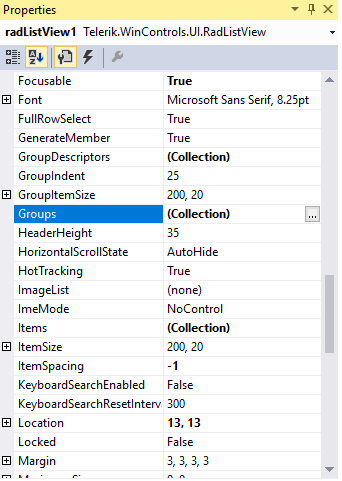 Properties
radListView1 Telerik.WinControls.UI.RadListView
Focusable True
Font Microsoft Sans Serif, 8.25pt
FullRowSelect True
GenerateMember True
GroupDescriptors (Collection)
GroupIndent 25
GroupItemSize 200, 20
Groups (Collection) ...
HeaderHeight 35
HorizontalScrollState AutoHide
HotTracking True
ImageList (none)
ImeMode NoControl
Items (Collection)
ItemSize 200, 20
ItemSpacing -1
KeyboardSearchEnabled False
KeyboardSearchResetInterva 300
Location 13, 13
Locked False
Margin 3, 3, 3, 3